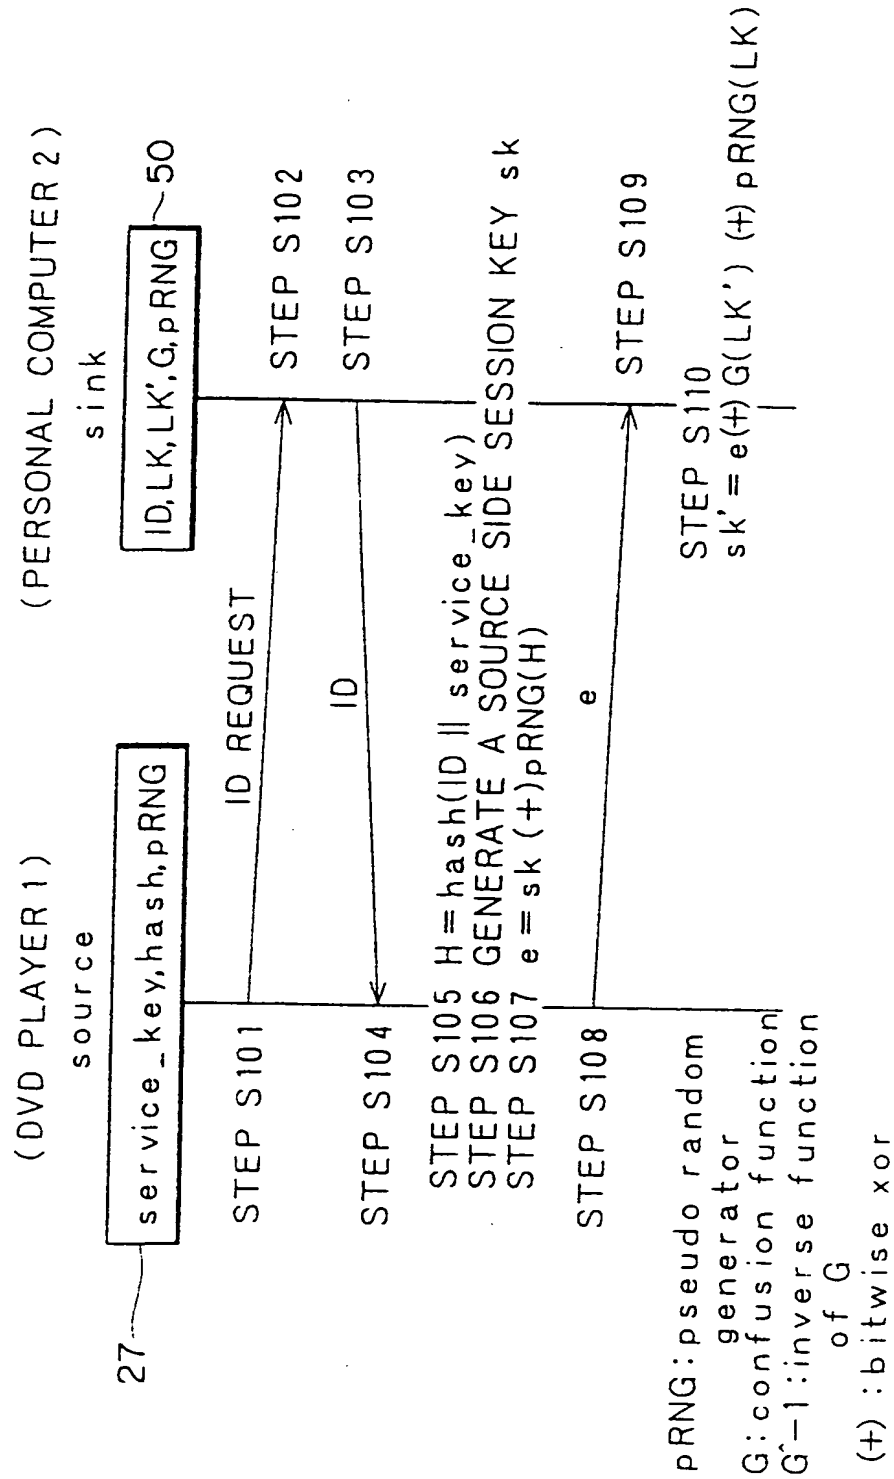 (DVD PLAYER 1)
source
(PERSONAL COMPUTER 2)
sink
27
service_key,hash,pRNG
ID,LK,LK',G,pRNG
50
STEP S101
ID REQUEST
STEP S102
STEP S103
ID
STEP S104
STEP S105 H=hash(ID || service_key)
STEP S106 GENERATE A SOURCE SIDE SESSION KEY sk
STEP S107 e=sk (+)pRNG(H)
STEP S108
e
STEP S109
STEP S110
sk'=e(+)G(LK') (+)pRNG(LK)
pRNG:pseudo random
generator
G:confusion function
G^-1:inverse function
of G
(+) :bitwise xor